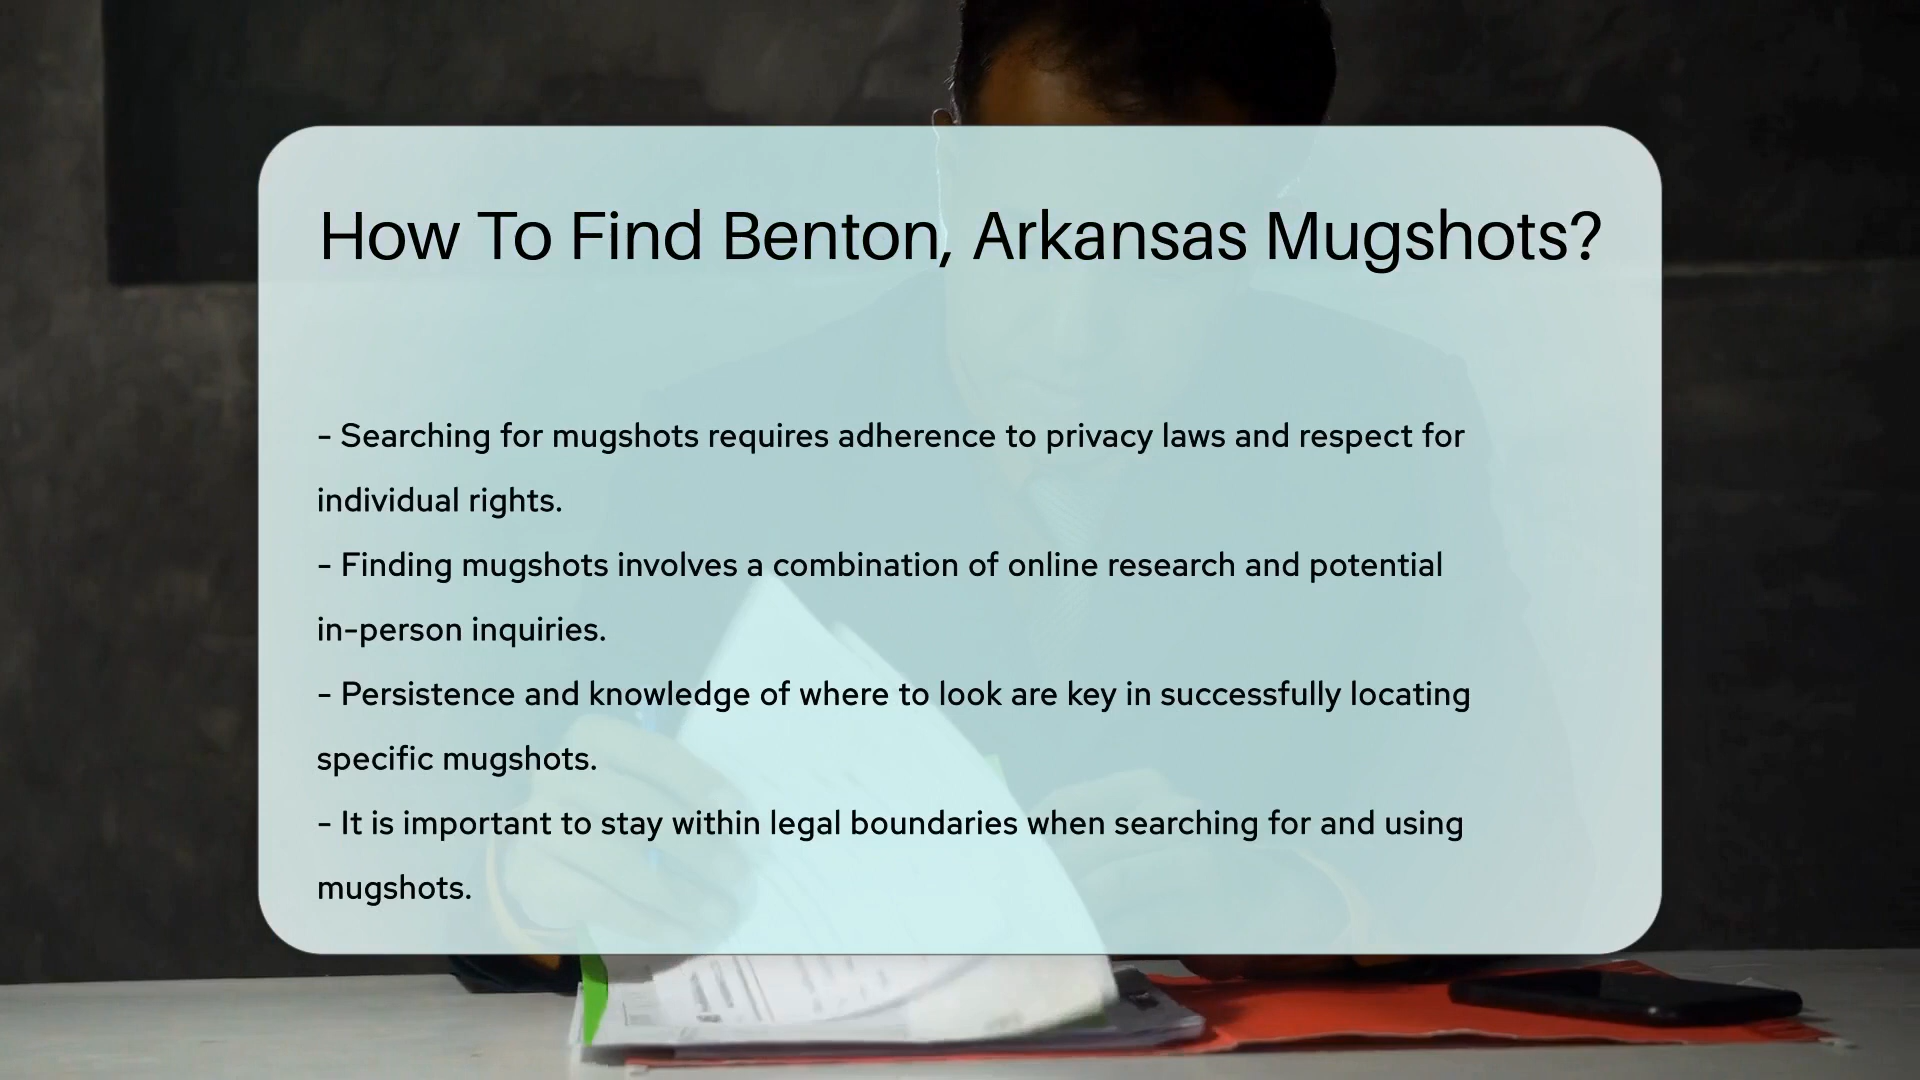 How To Find Benton, Arkansas Mugshots?
- Searching for mugshots requires adherence to privacy laws and respect for
individual rights.
- Finding mugshots involves a combination of online research and potential
in-person inquiries.
- Persistence and knowledge of where to look are key in successfully locating
specific mugshots.
- It is important to stay within legal boundaries when searching for and using
mugshots.